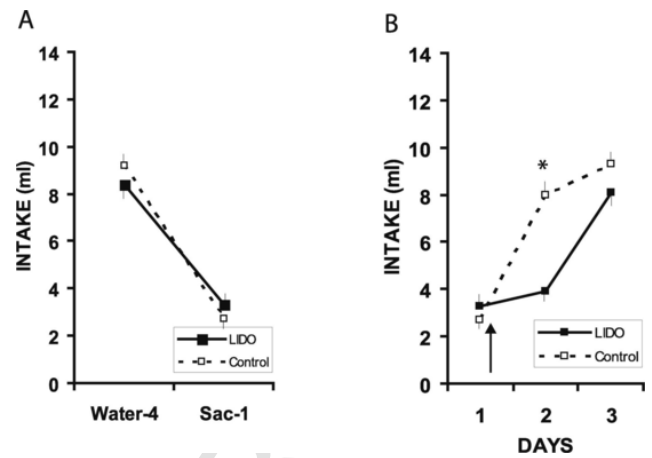 A
INTAKE (ml)
14
12
10
8
6
4
2
0
LIDO
Control
Water-4
Sac-1
B
INTAKE (ml)
14
12
10
8
6
4
2
0
*
LIDO
Control
1
2
3
DAYS